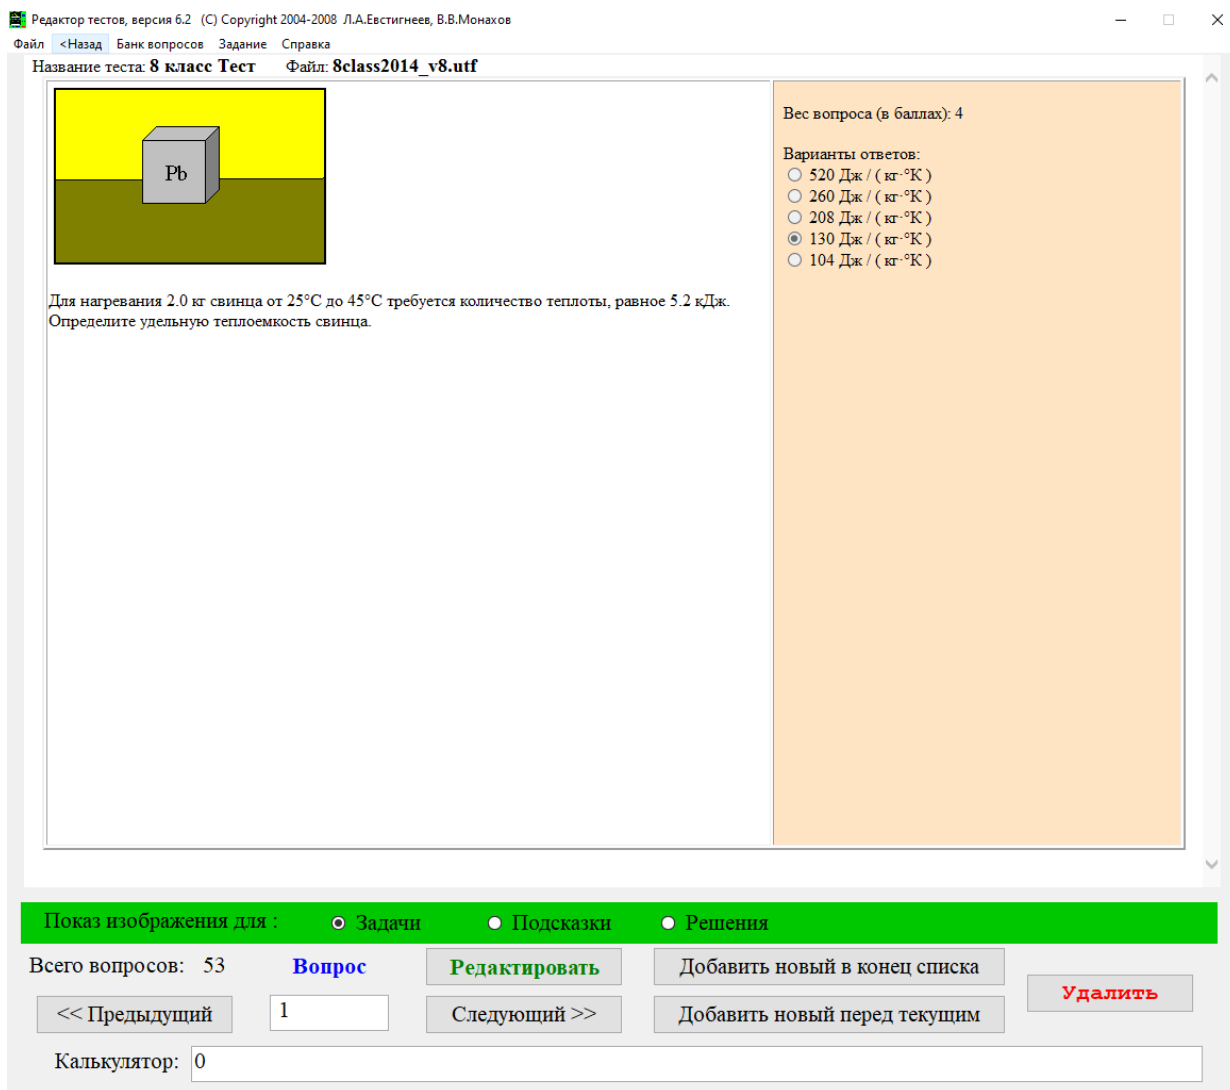 Редактор тестов, версия 6.2 (C) Copyright 2004-2008 Л.А.Евстигнеев, В.В.Монахов
Файл <Назад Банк вопросов Задание Справка
Название теста: 8 класс Тест Файл: 8class2014_v8.utf
Pb
Для нагревания 2.0 кг свинца от 25°C до 45°C требуется количество теплоты, равное 5.2 кДж.
Определите удельную теплоемкость свинца.
Вес вопроса (в баллах): 4
Варианты ответов:
520 Дж / ( кг·°К )
260 Дж / ( кг·°К )
208 Дж / ( кг·°К )
130 Дж / ( кг·°К )
104 Дж / ( кг·°К )
Показ изображения для : Задачи Подсказки Решения
Всего вопросов: 53 Вопрос Редактировать Добавить новый в конец списка
Удалить
<< Предыдущий 1 Следующий >> Добавить новый перед текущим
Калькулятор: 0